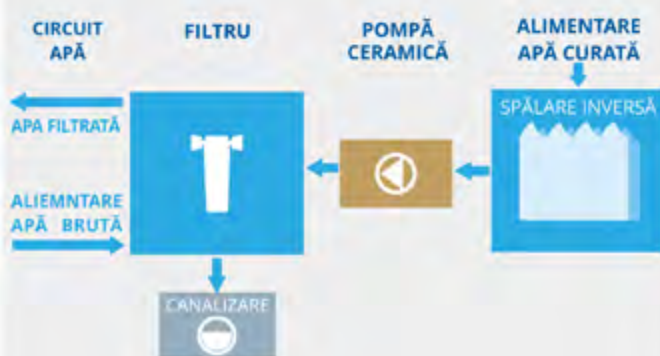 CIRCUIT
APĂ
FILTRU
POMPĂ
CERAMICĂ
ALIMENTARE
APĂ CURATĂ
SPĂLARE INVERSĂ
APA FILTRATĂ
ALIEMNTARE
APĂ BRUTĂ
CANALIZARE